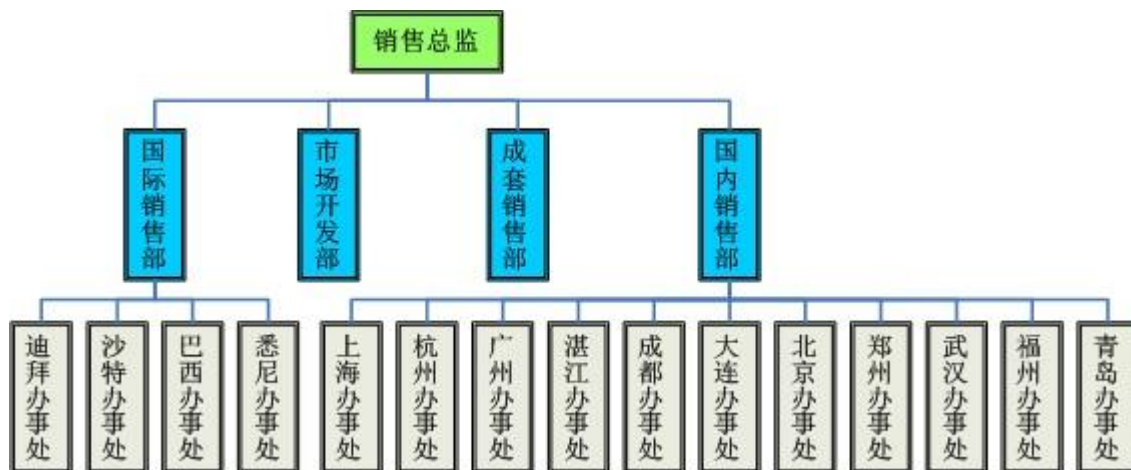 销售总监
国际销售部
市场开发部
成套销售部
国内销售部
迪拜办事处
沙特办事处
巴西办事处
悉尼办事处
上海办事处
杭州办事处
广州办事处
湛江办事处
成都办事处
大连办事处
北京办事处
郑州办事处
武汉办事处
福州办事处
青岛办事处